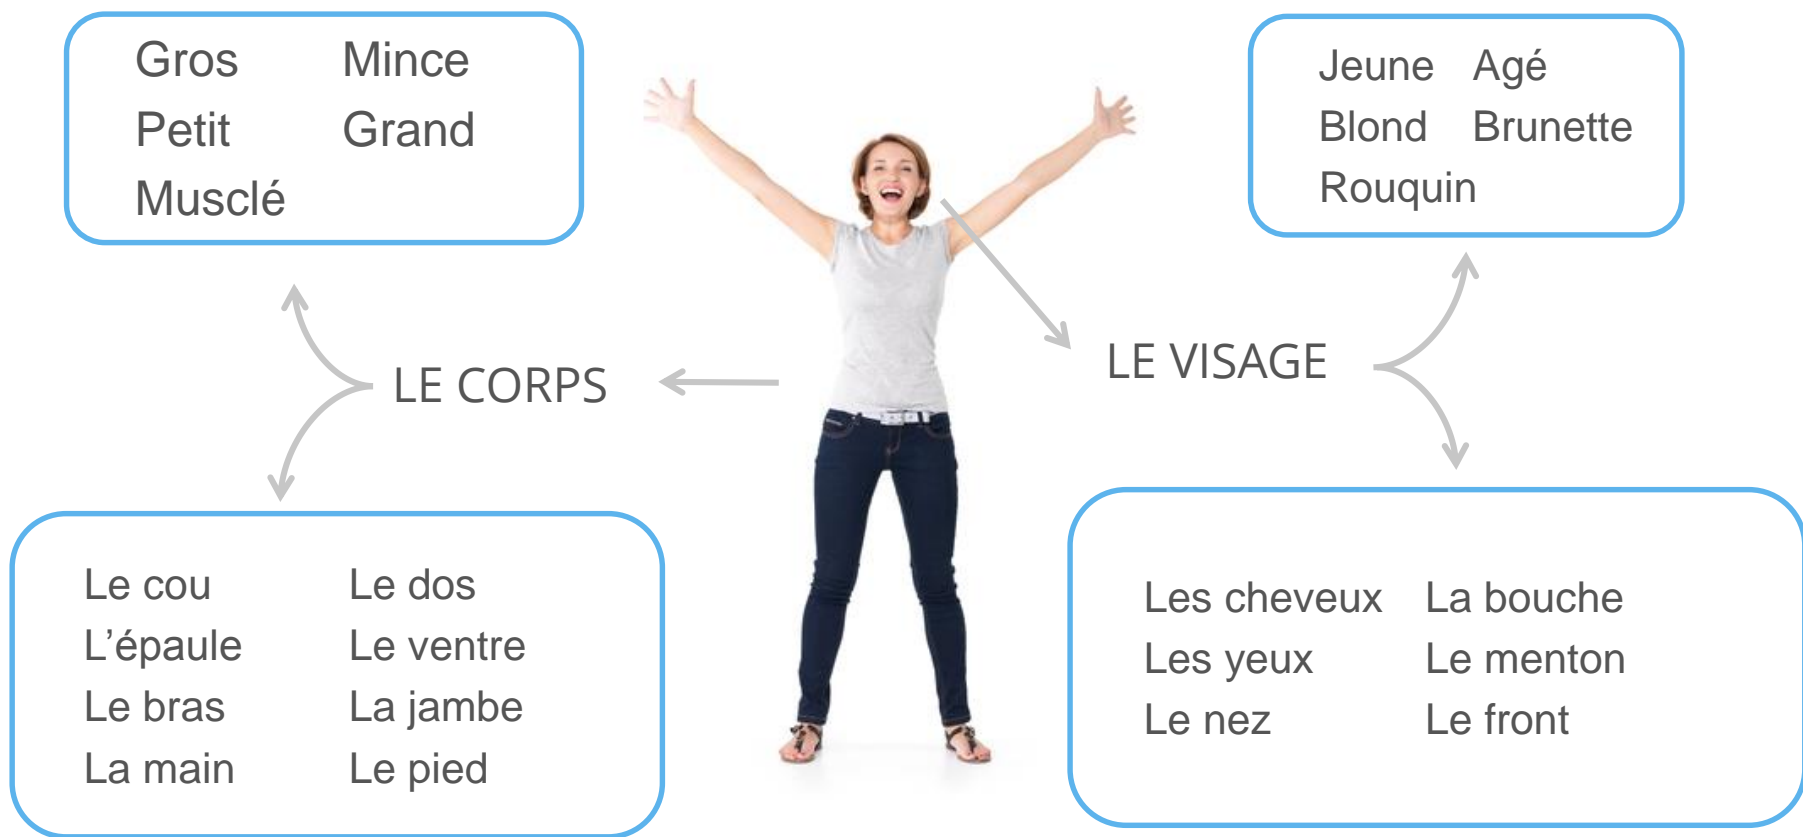 Gros Mince
Petit Grand
Musclé
Jeune Agé
Blond Brunette
Rouquin
LE CORPS
LE VISAGE
Le cou Le dos
L’épaule Le ventre
Le bras La jambe
La main Le pied
Les cheveux La bouche
Les yeux Le menton
Le nez Le front